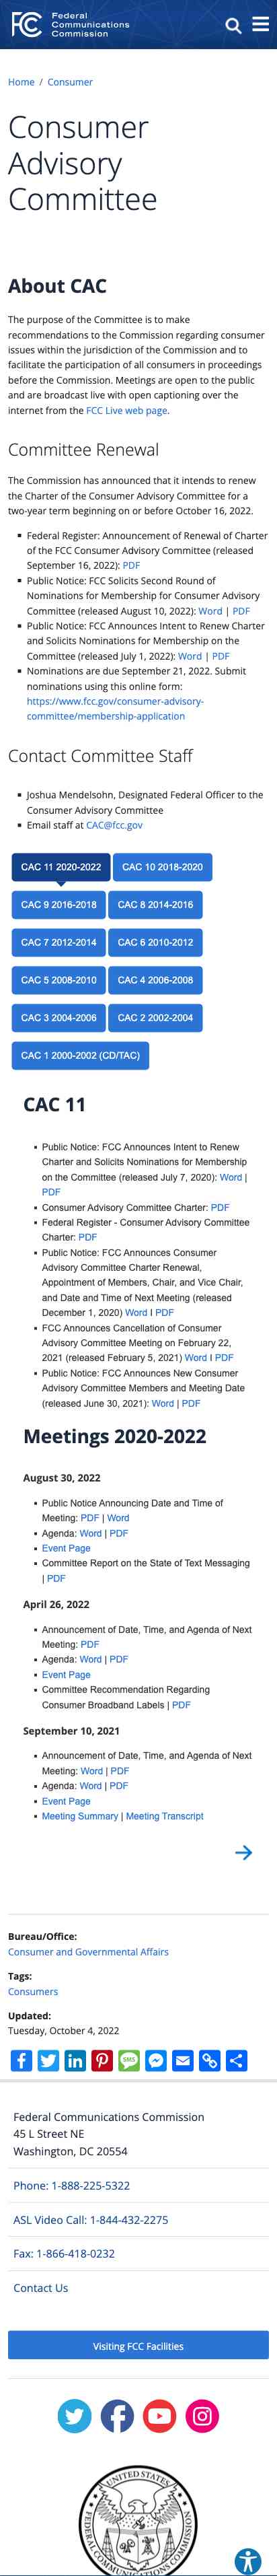 FCC Federal
Communications
Commission
Home / Consumer
Consumer
Advisory
Committee
About CAC
The purpose of the Committee is to make
recommendations to the Commission regarding consumer
issues within the jurisdiction of the Commission and to
facilitate the participation of all consumers in proceedings
before the Commission. Meetings are open to the public
and are broadcast live with open captioning over the
internet from the FCC Live web page.
Committee Renewal
The Commission has announced that it intends to renew
the Charter of the Consumer Advisory Committee for a
two-year term beginning on or before October 16, 2022.
Federal Register: Announcement of Renewal of Charter
of the FCC Consumer Advisory Committee (released
September 16, 2022): PDF
Public Notice: FCC Solicits Second Round of
Nominations for Membership for Consumer Advisory
Committee (released August 10, 2022): Word | PDF
Public Notice: FCC Announces Intent to Renew Charter
and Solicits Nominations for Membership on the
Committee (released July 1, 2022): Word | PDF
Nominations are due September 21, 2022. Submit
nominations using this online form:
https://www.fcc.gov/consumer-advisory-
committee/membership-application
Contact Committee Staff
Joshua Mendelsohn, Designated Federal Officer to the
Consumer Advisory Committee
Email staff at CAC@fcc.gov
CAC 11 2020-2022 CAC 10 2018-2020
CAC 9 2016-2018 CAC 8 2014-2016
CAC 7 2012-2014 CAC 6 2010-2012
CAC 5 2008-2010 CAC 4 2006-2008
CAC 3 2004-2006 CAC 2 2002-2004
CAC 1 2000-2002 (CD/TAC)
CAC 11
Public Notice: FCC Announces Intent to Renew
Charter and Solicits Nominations for Membership
on the Committee (released July 7, 2020): Word |
PDF
Consumer Advisory Committee Charter: PDF
Federal Register - Consumer Advisory Committee
Charter: PDF
Public Notice: FCC Announces Consumer
Advisory Committee Charter Renewal,
Appointment of Members, Chair, and Vice Chair,
and Date and Time of Next Meeting (released
December 1, 2020) Word I PDF
FCC Announces Cancellation of Consumer
Advisory Committee Meeting on February 22,
2021 (released February 5, 2021) Word I PDF
Public Notice: FCC Announces New Consumer
Advisory Committee Members and Meeting Date
(released June 30, 2021): Word | PDF
Meetings 2020-2022
August 30, 2022
Public Notice Announcing Date and Time of
Meeting: PDF | Word
Agenda: Word | PDF
Event Page
Committee Report on the State of Text Messaging
| PDF
April 26, 2022
Announcement of Date, Time, and Agenda of Next
Meeting: PDF
Agenda: Word | PDF
Event Page
Committee Recommendation Regarding
Consumer Broadband Labels | PDF
September 10, 2021
Announcement of Date, Time, and Agenda of Next
Meeting: Word | PDF
Agenda: Word | PDF
Event Page
Meeting Summary | Meeting Transcript
Bureau/Office:
Consumer and Governmental Affairs
Tags:
Consumers
Updated:
Tuesday, October 4, 2022
SMS
Federal Communications Commission
45 L Street NE
Washington, DC 20554
Phone: 1-888-225-5322
ASL Video Call: 1-844-432-2275
Fax: 1-866-418-0232
Contact Us
Visiting FCC Facilities
UNITED STATES
FEDERAL COMMUNICATIONS COMMISSION